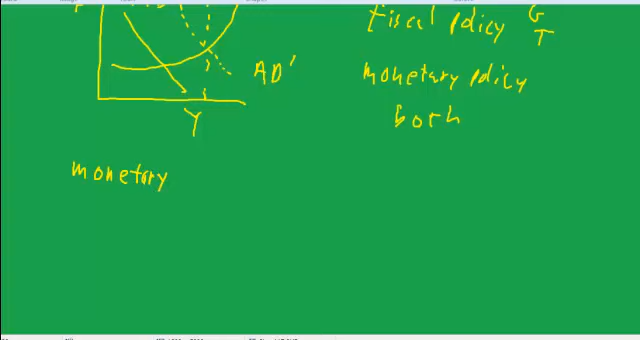 Fiscal policy G
T
AD'
monetary policy
Y
both
monetary